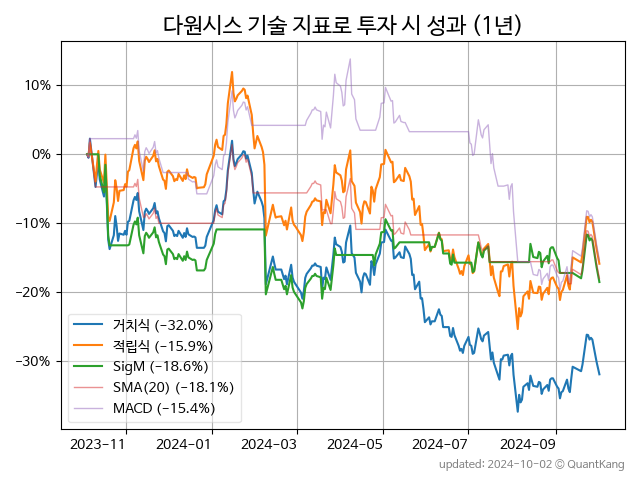 다원시스 기술 지표로 투자 시 성과 (1년)
10%
0%
−10%
−20%
−30%
거치식 (−32.0%)
적립식 (−15.9%)
SigM (−18.6%)
SMA(20) (−18.1%)
MACD (−15.4%)
2023−11
2024−01
2024−03
2024−05
2024−07
2024−09
updated: 2024-10-02 © QuantKang